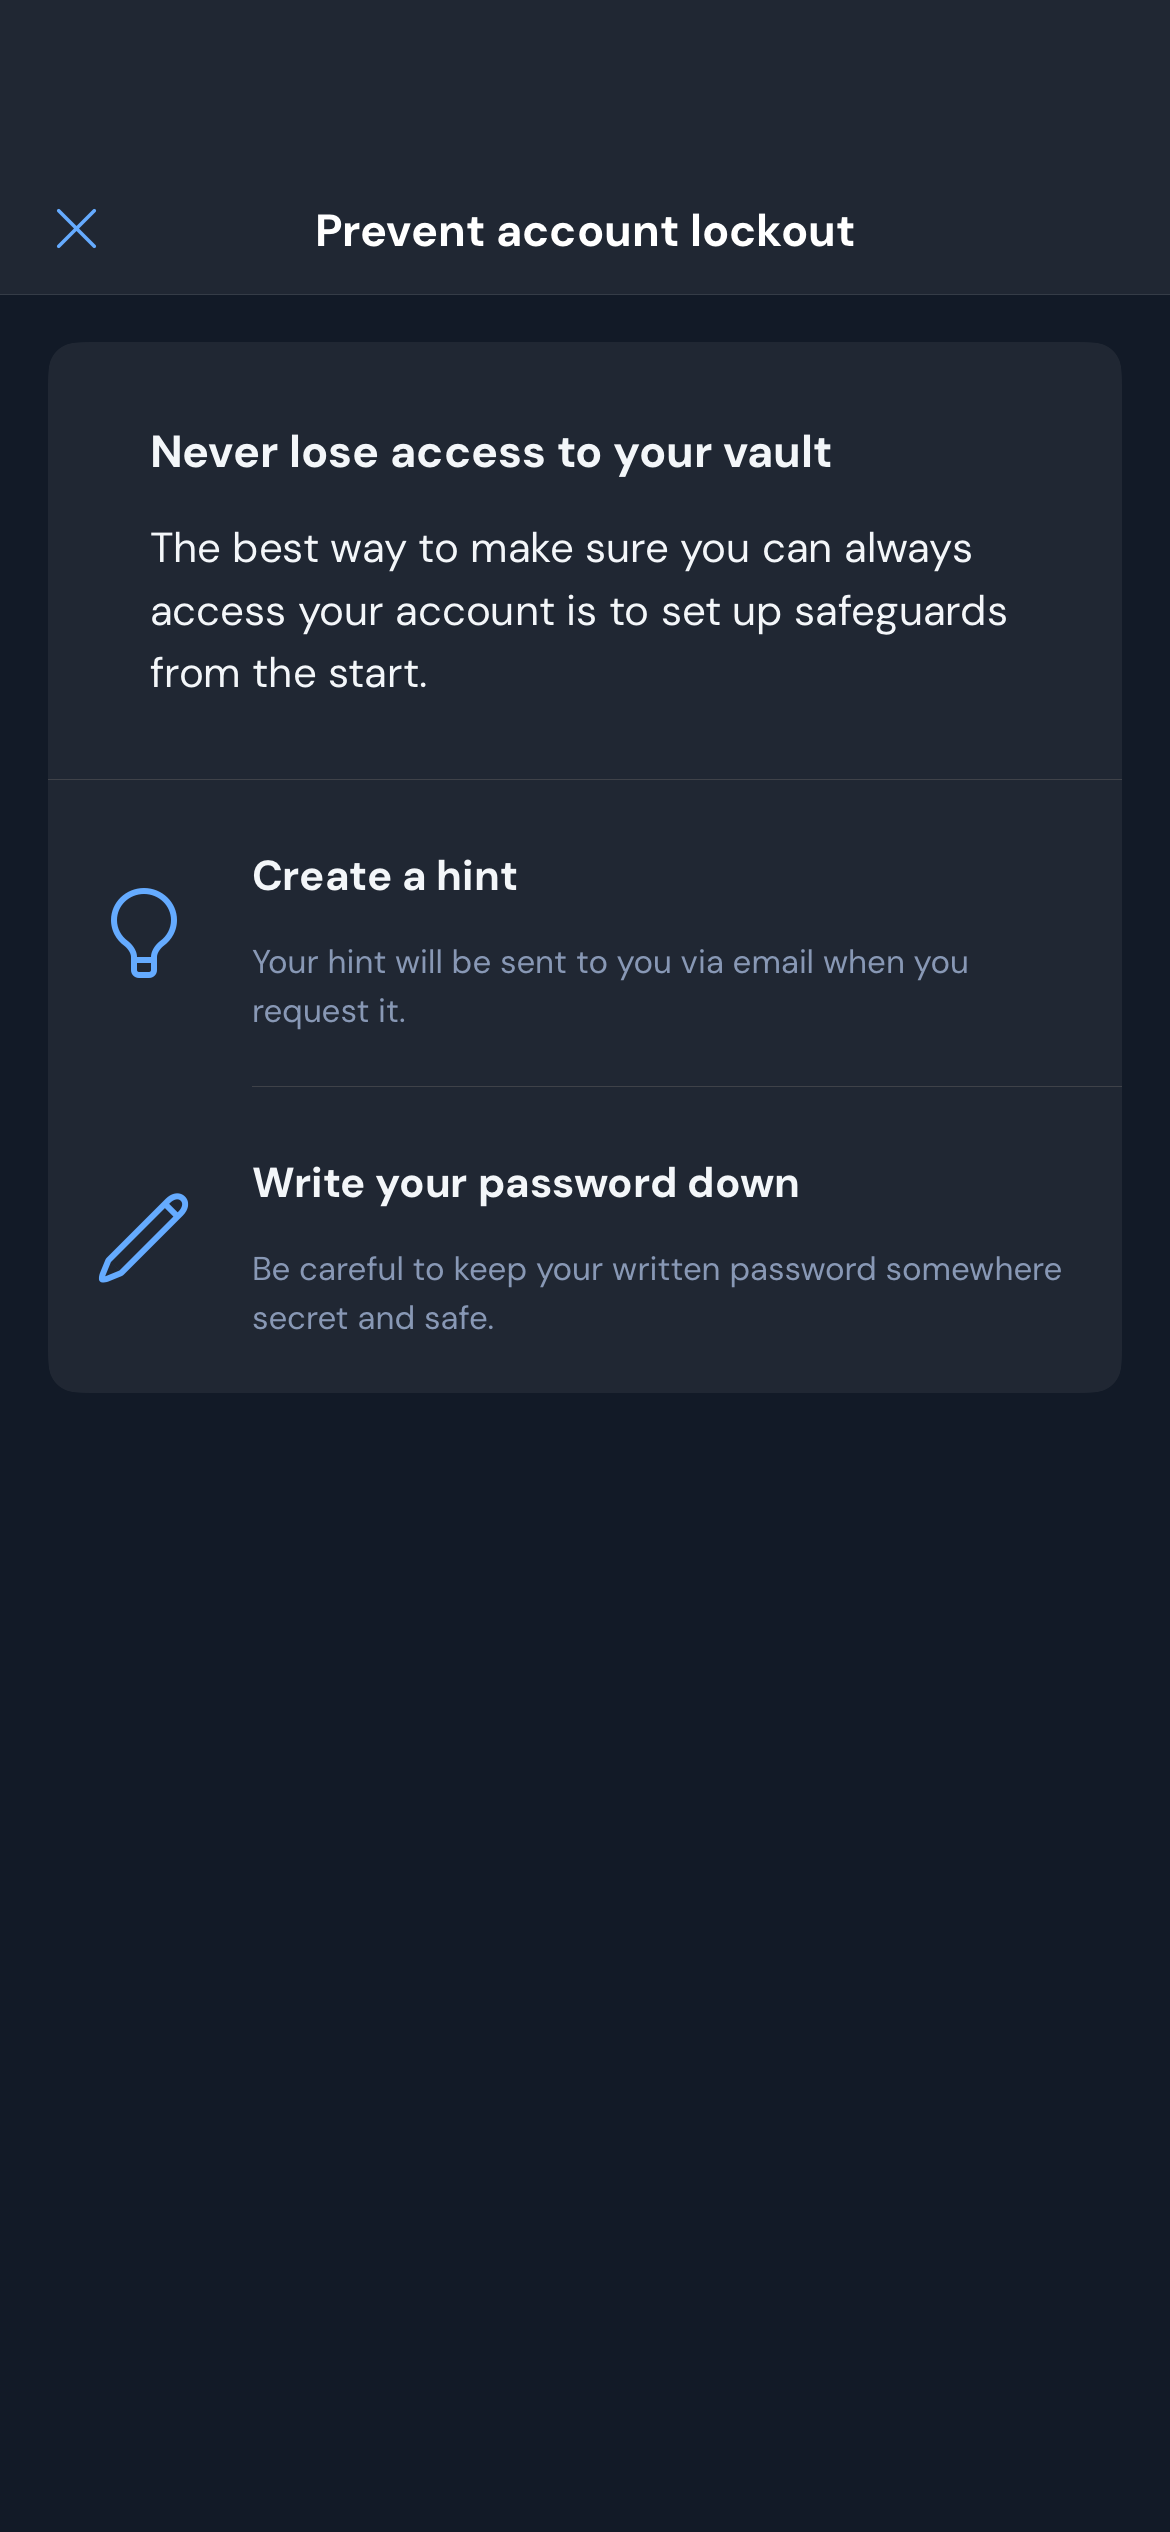 Prevent account lockout
Never lose access to your vault
The best way to make sure you can always
access your account is to set up safeguards
from the start.
Create a hint
Your hint will be sent to you via email when you
request it.
Write your password down
Be careful to keep your written password somewhere
secret and safe.